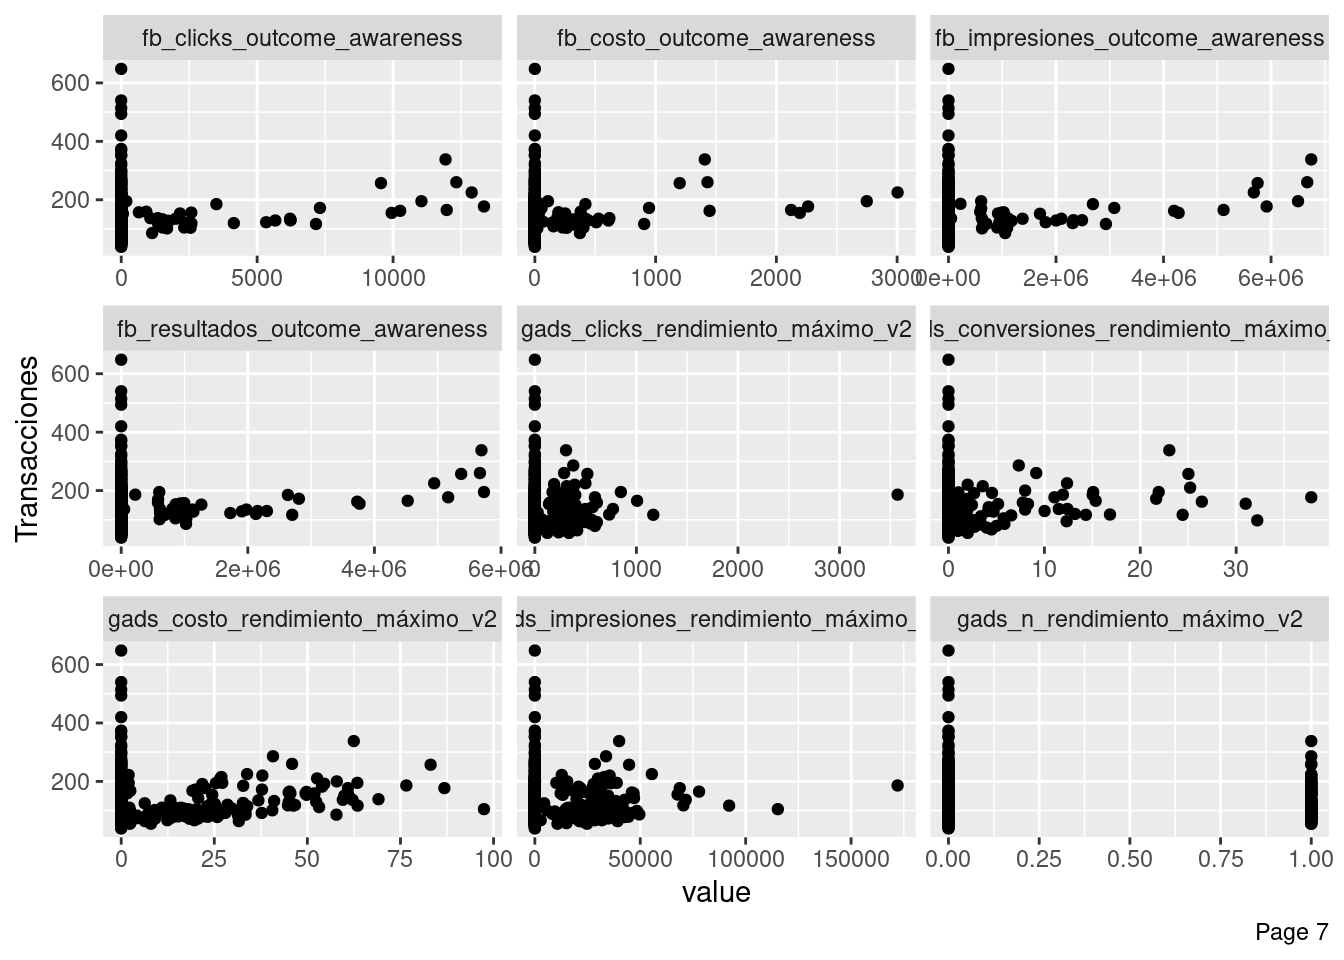 fb_clicks_outcome_awareness fb_costo_outcome_awareness fb_impresiones_outcome_awareness
600
400
200
0 5000 10000 0 1000 2000 3000 0e+00 2e+06 4e+06 6e+06
fb_resultados_outcome_awareness gads_clicks_rendimiento_máximo_v2 ds_conversiones_rendimiento_máximo_
600
400
200
0e+00 2e+06 4e+06 6e+06 0 1000 2000 3000 0 10 20 30
gads_costo_rendimiento_máximo_v2 ds_impresiones_rendimiento_máximo_ gads_n_rendimiento_máximo_v2
600
400
200
0 25 50 75 100 0 50000 100000 150000 0.00 0.25 0.50 0.75 1.00
Transacciones
value
Page 7